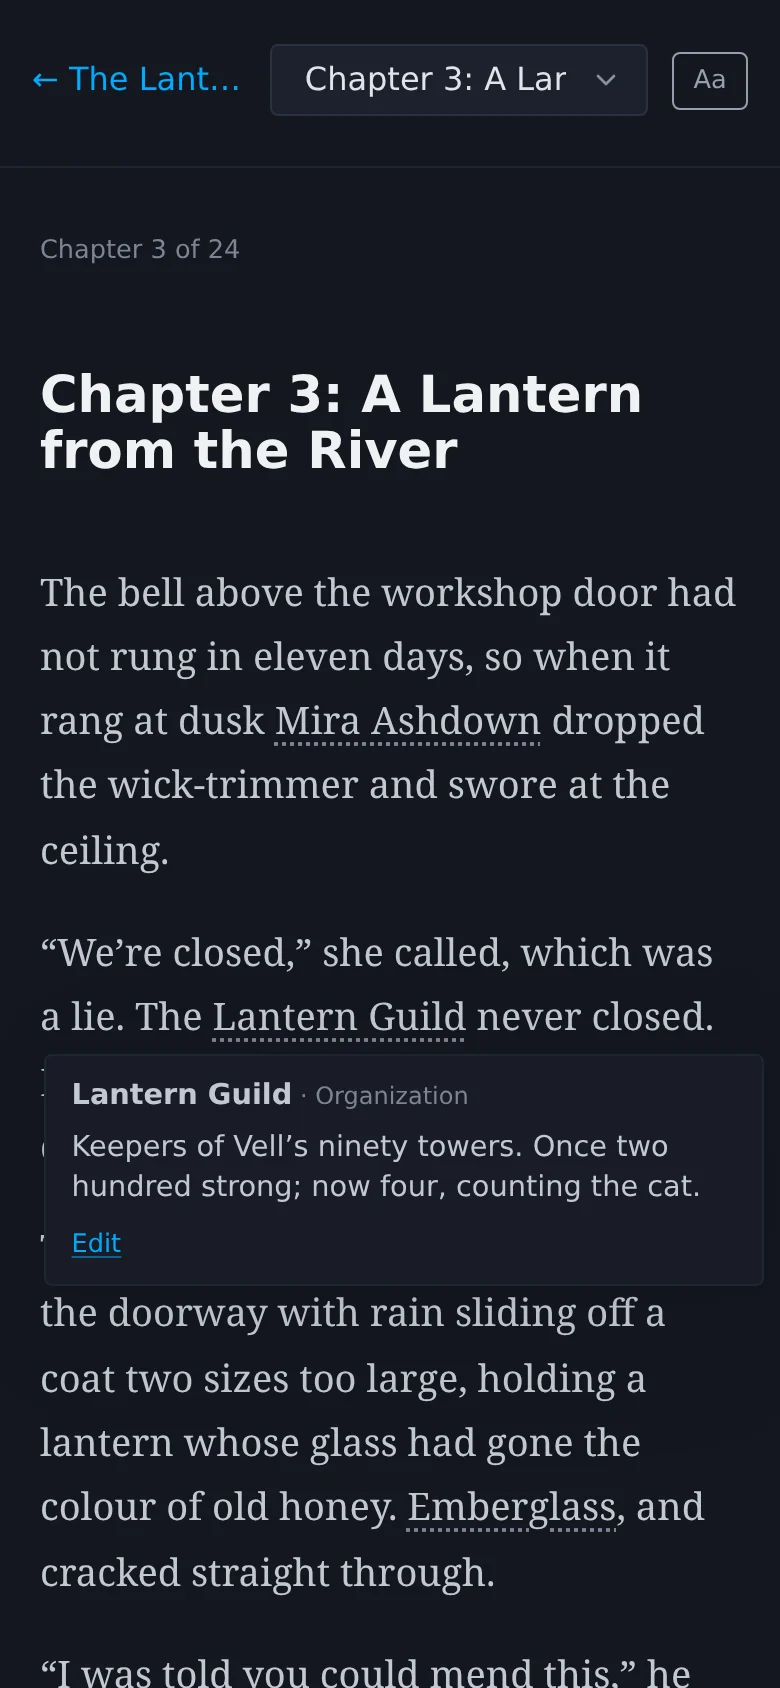 ← The Lant…
Chapter 3: A Lar
Aa
Chapter 3 of 24
Chapter 3: A Lantern
from the River
The bell above the workshop door had
not rung in eleven days, so when it
rang at dusk Mira Ashdown dropped
the wick-trimmer and swore at the
ceiling.
“We’re closed,” she called, which was
a lie. The Lantern Guild never closed.
Lantern Guild · Organization
Keepers of Vell’s ninety towers. Once two
hundred strong; now four, counting the cat.
Edit
the doorway with rain sliding off a
coat two sizes too large, holding a
lantern whose glass had gone the
colour of old honey. Emberglass, and
cracked straight through.
“I was told you could mend this,” he